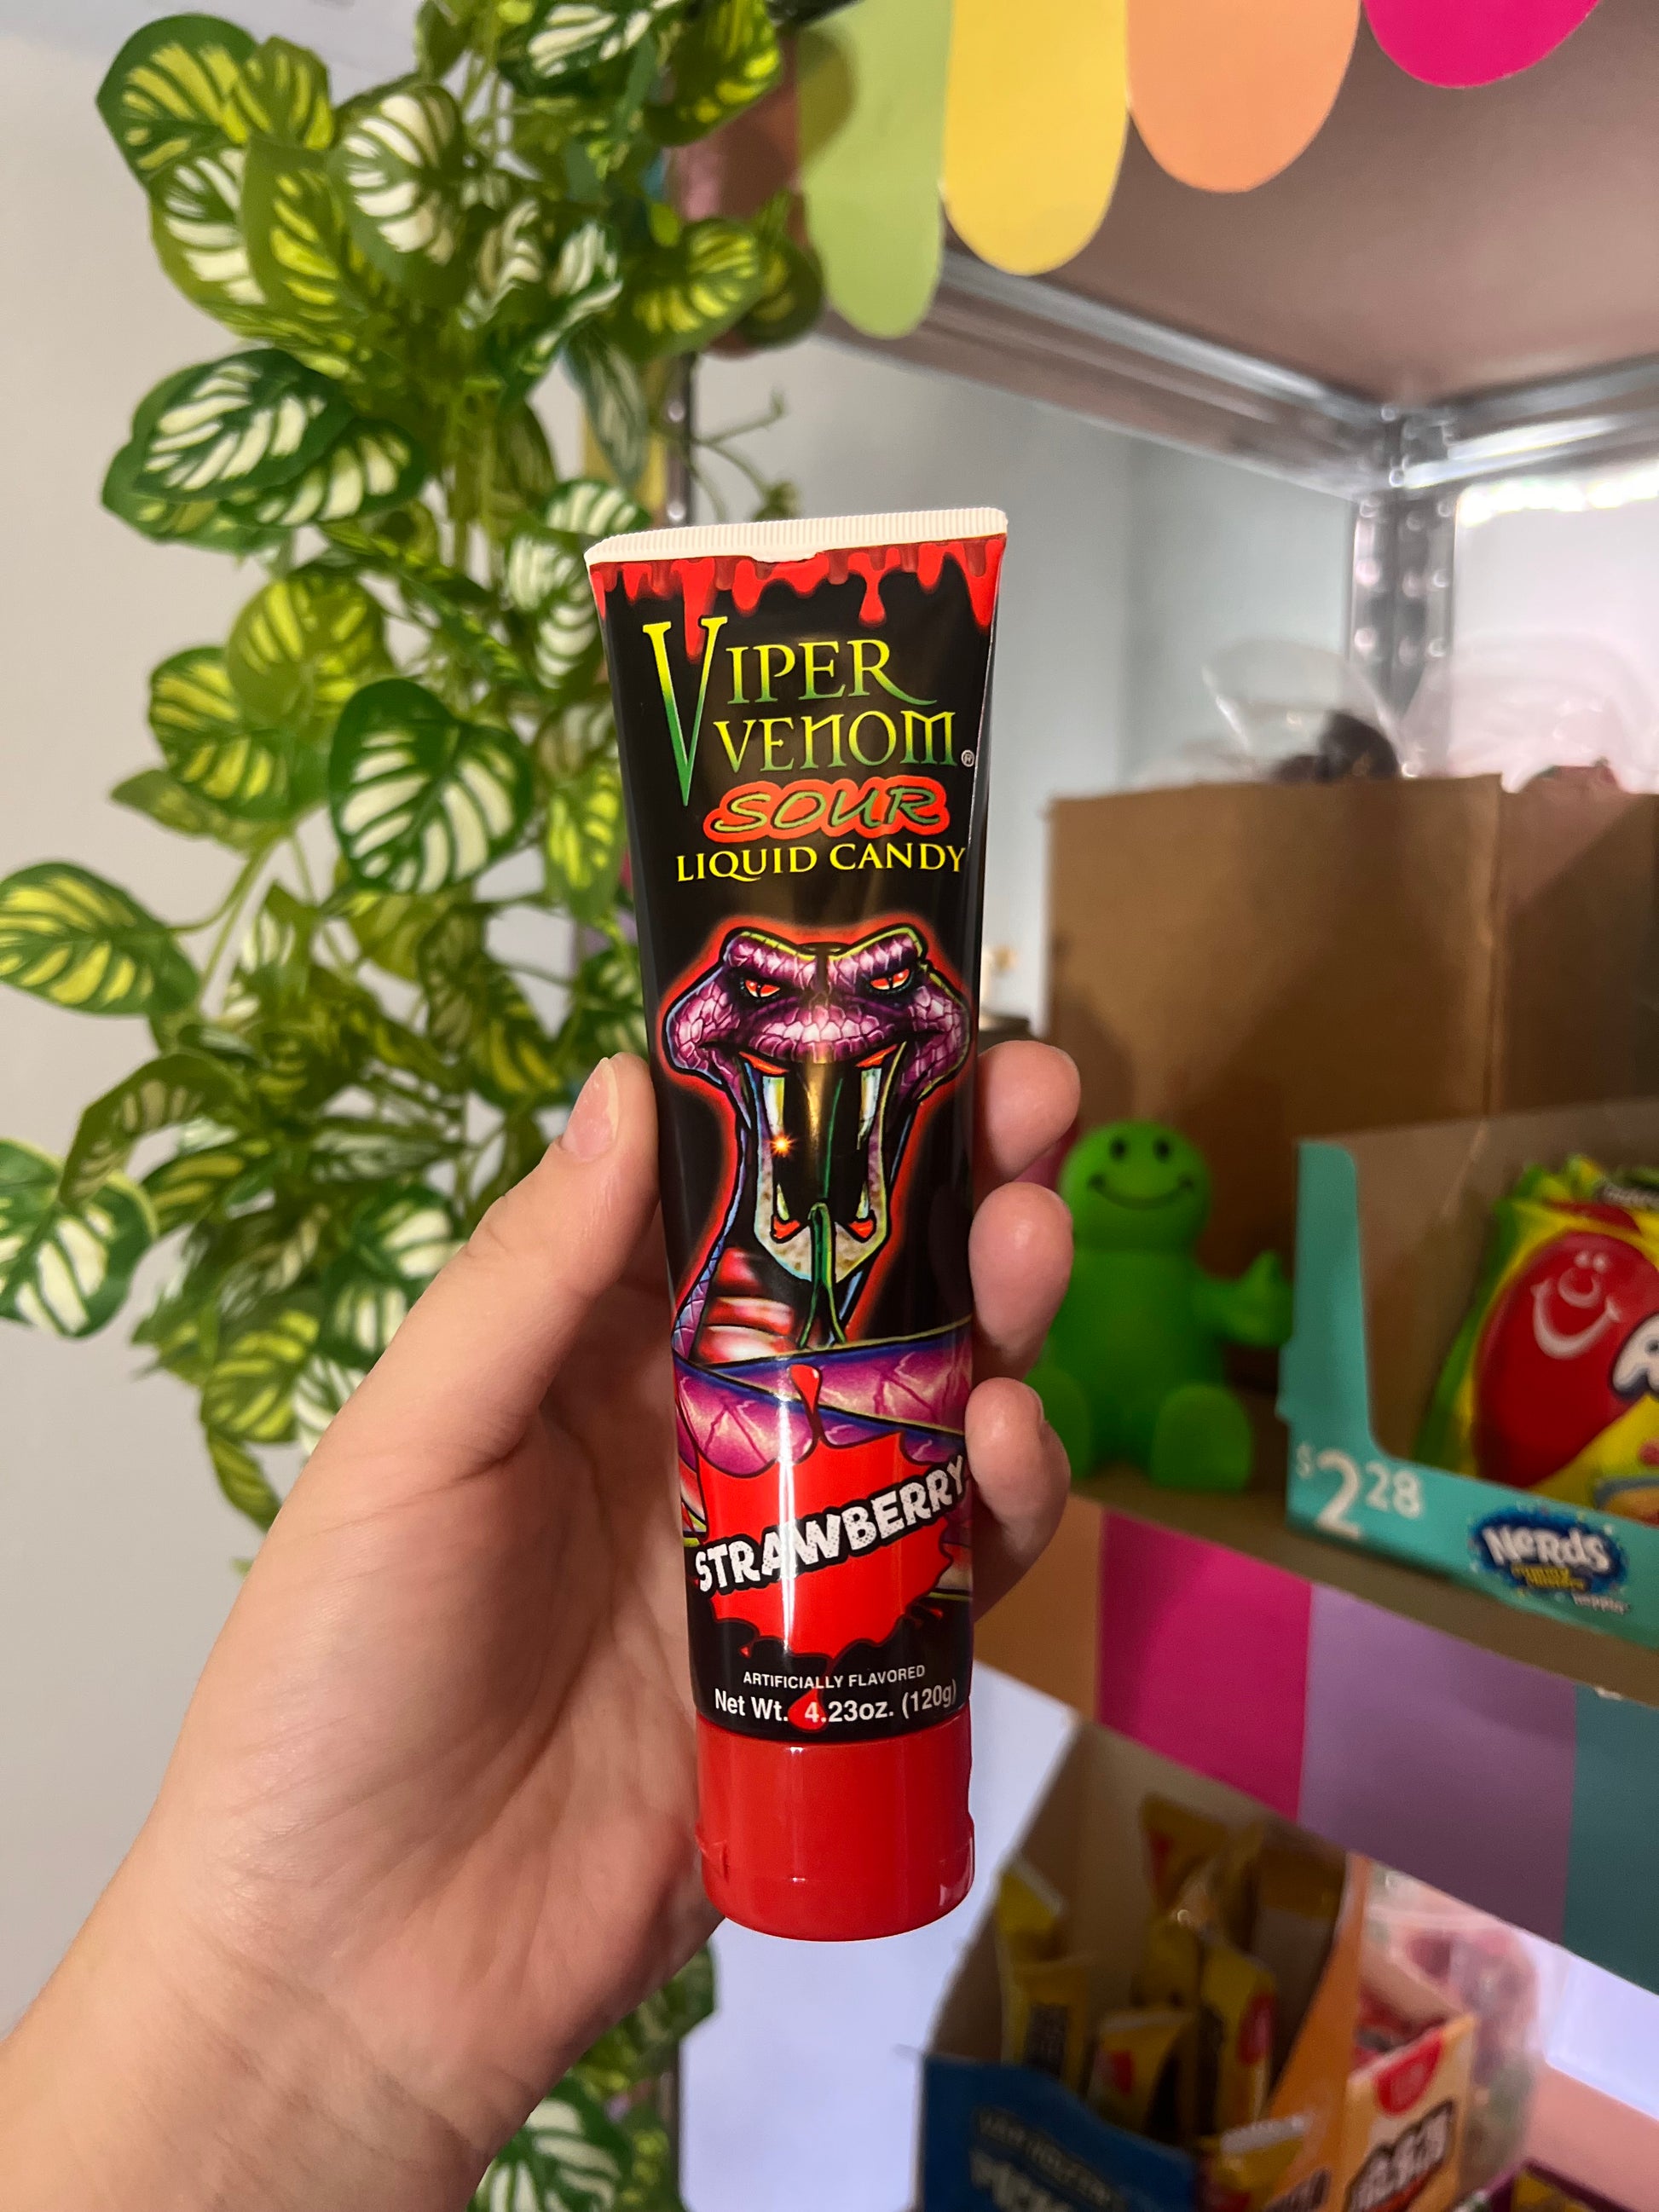 VIPER
VENOM®
SOUR
LIQUID CANDY
STRAWBERRY
ARTIFICIALLY FLAVORED
Net Wt. 4.23oz. (120g)
$2 28
NERDS